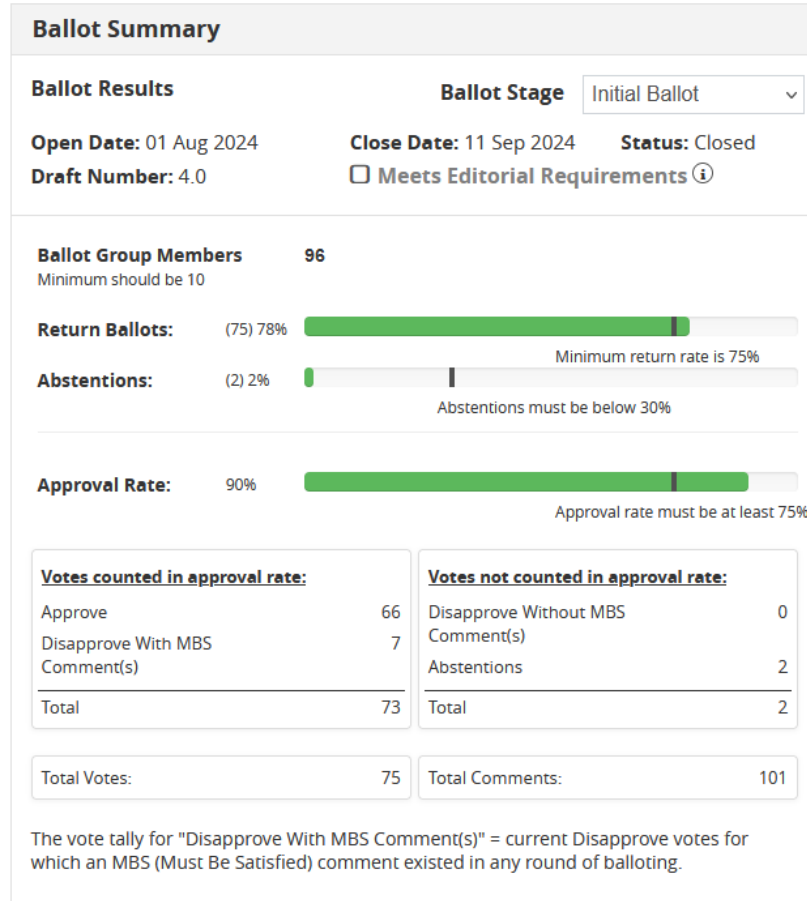 Ballot Summary
Ballot Results
Ballot Stage Initial Ballot
Open Date: 01 Aug 2024 Close Date: 11 Sep 2024 Status: Closed
Draft Number: 4.0 Meets Editorial Requirements
Ballot Group Members 96
Minimum should be 10
Return Ballots: (75) 78%
Minimum return rate is 75%
Abstentions: (2) 2%
Abstentions must be below 30%
Approval Rate: 90%
Approval rate must be at least 75%
Votes counted in approval rate:
Approve 66
Disapprove With MBS 7
Comment(s)
Total 73
Votes not counted in approval rate:
Disapprove Without MBS 0
Comment(s)
Abstentions 2
Total 2
Total Votes: 75
Total Comments: 101
The vote tally for "Disapprove With MBS Comment(s)" = current Disapprove votes for
which an MBS (Must Be Satisfied) comment existed in any round of balloting.